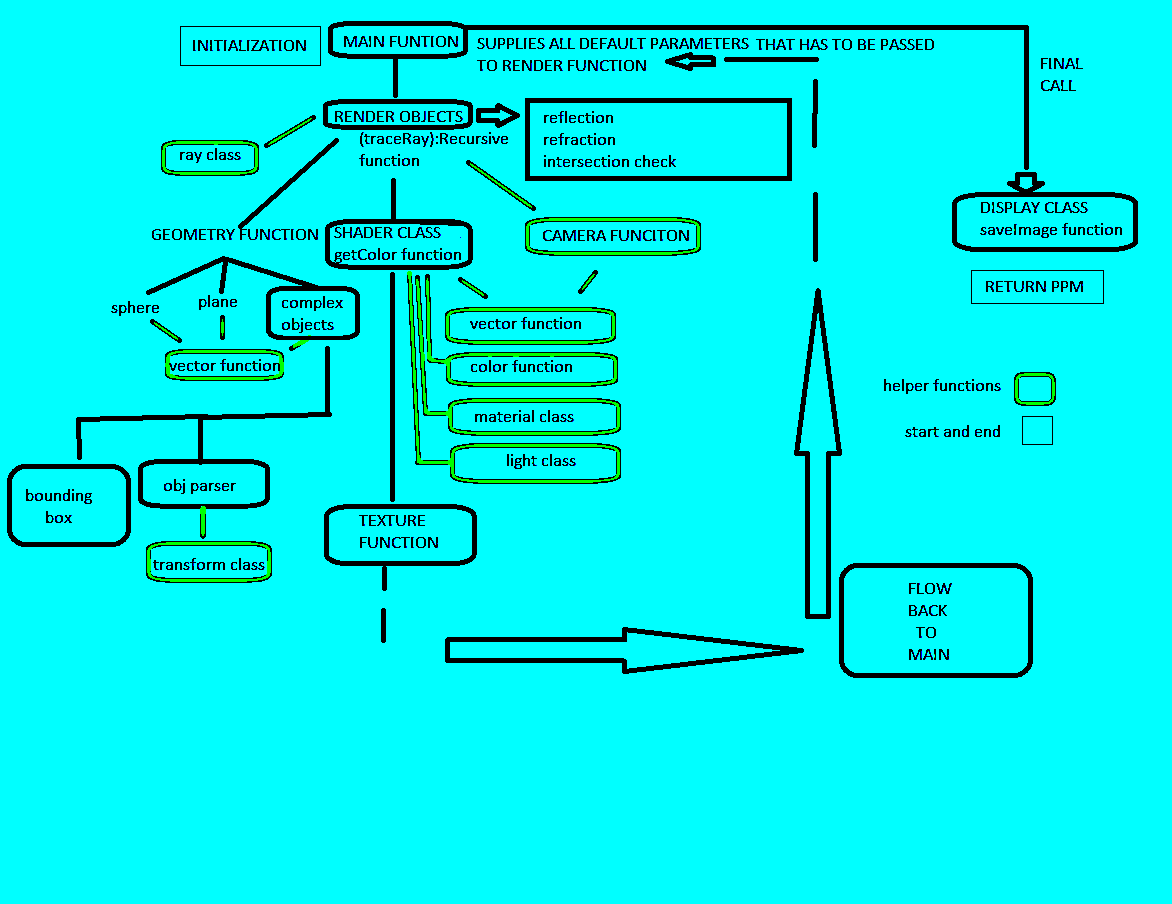 INITIALIZATION
MAIN FUNTION
SUPPLIES ALL DEFAULT PARAMETERS THAT HAS TO BE PASSED
TO RENDER FUNCTION
FINAL
CALL
RENDER OBJECTS
(traceRay):Recursive
function
reflection
refraction
intersection check
ray class
GEOMETRY FUNCTION
SHADER CLASS
getColor function
CAMERA FUNCITON
DISPLAY CLASS
saveImage function
RETURN PPM
sphere
plane
complex
objects
vector function
vector function
color function
material class
light class
helper functions
start and end
bounding
box
obj parser
transform class
TEXTURE
FUNCTION
FLOW
BACK
TO
MAIN